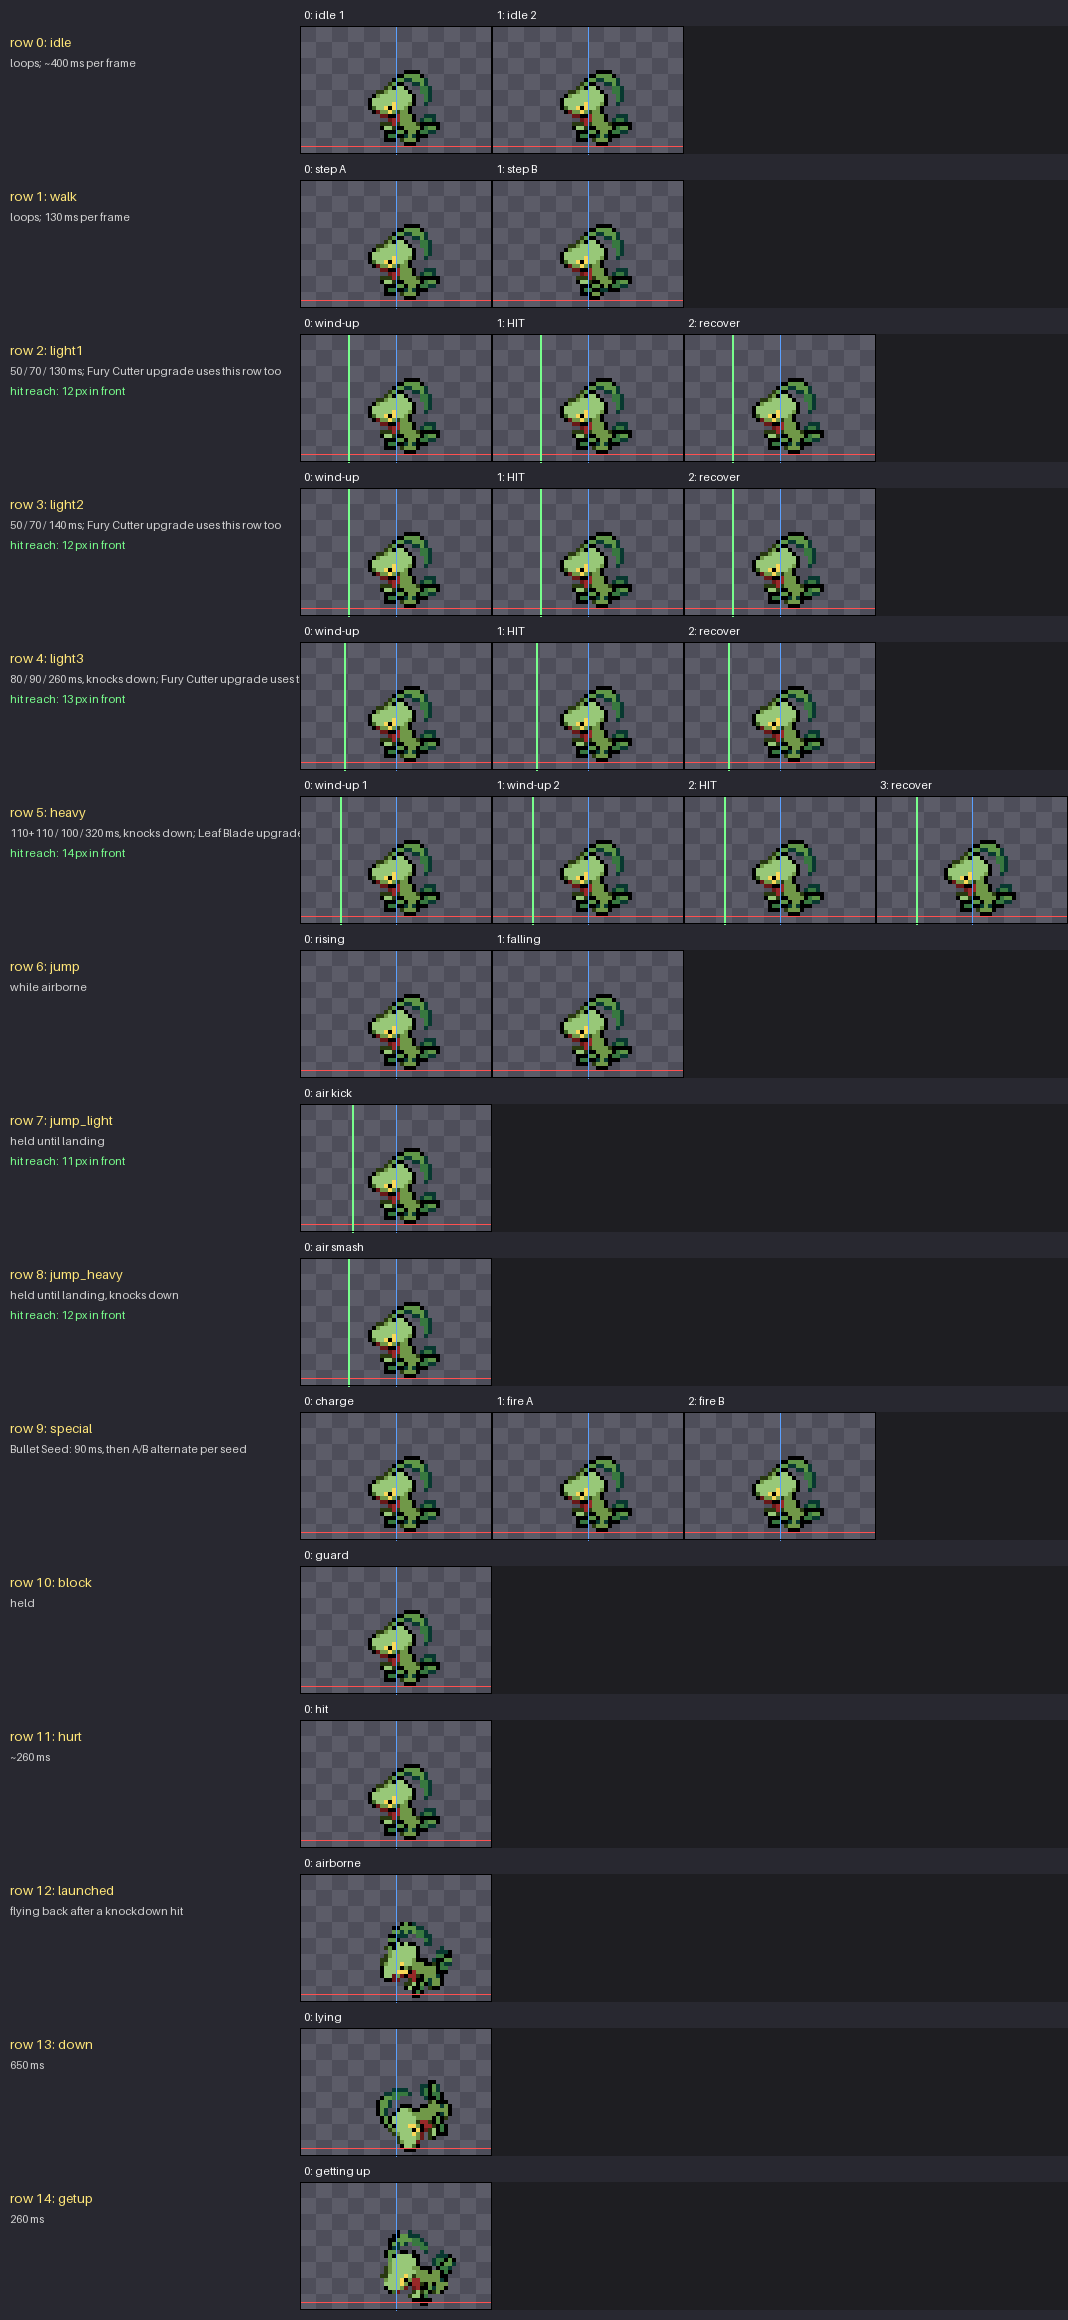 0: idle 1 1: idle 2
row 0: idle
loops; ~400 ms per frame
0: step A 1: step B
row 1: walk
loops; 130 ms per frame
0: wind-up 1: HIT 2: recover
row 2: light1
50 / 70 / 130 ms; Fury Cutter upgrade uses this row too
hit reach: 12 px in front
0: wind-up 1: HIT 2: recover
row 3: light2
50 / 70 / 140 ms; Fury Cutter upgrade uses this row too
hit reach: 12 px in front
0: wind-up 1: HIT 2: recover
row 4: light3
80 / 90 / 260 ms, knocks down; Fury Cutter upgrade uses t
hit reach: 13 px in front
0: wind-up 1 1: wind-up 2 2: HIT 3: recover
row 5: heavy
110+110 / 100 / 320 ms, knocks down; Leaf Blade upgrade
hit reach: 14 px in front
0: rising 1: falling
row 6: jump
while airborne
0: air kick
row 7: jump_light
held until landing
hit reach: 11 px in front
0: air smash
row 8: jump_heavy
held until landing, knocks down
hit reach: 12 px in front
0: charge 1: fire A 2: fire B
row 9: special
Bullet Seed: 90 ms, then A/B alternate per seed
0: guard
row 10: block
held
0: hit
row 11: hurt
~260 ms
0: airborne
row 12: launched
flying back after a knockdown hit
0: lying
row 13: down
650 ms
0: getting up
row 14: getup
260 ms